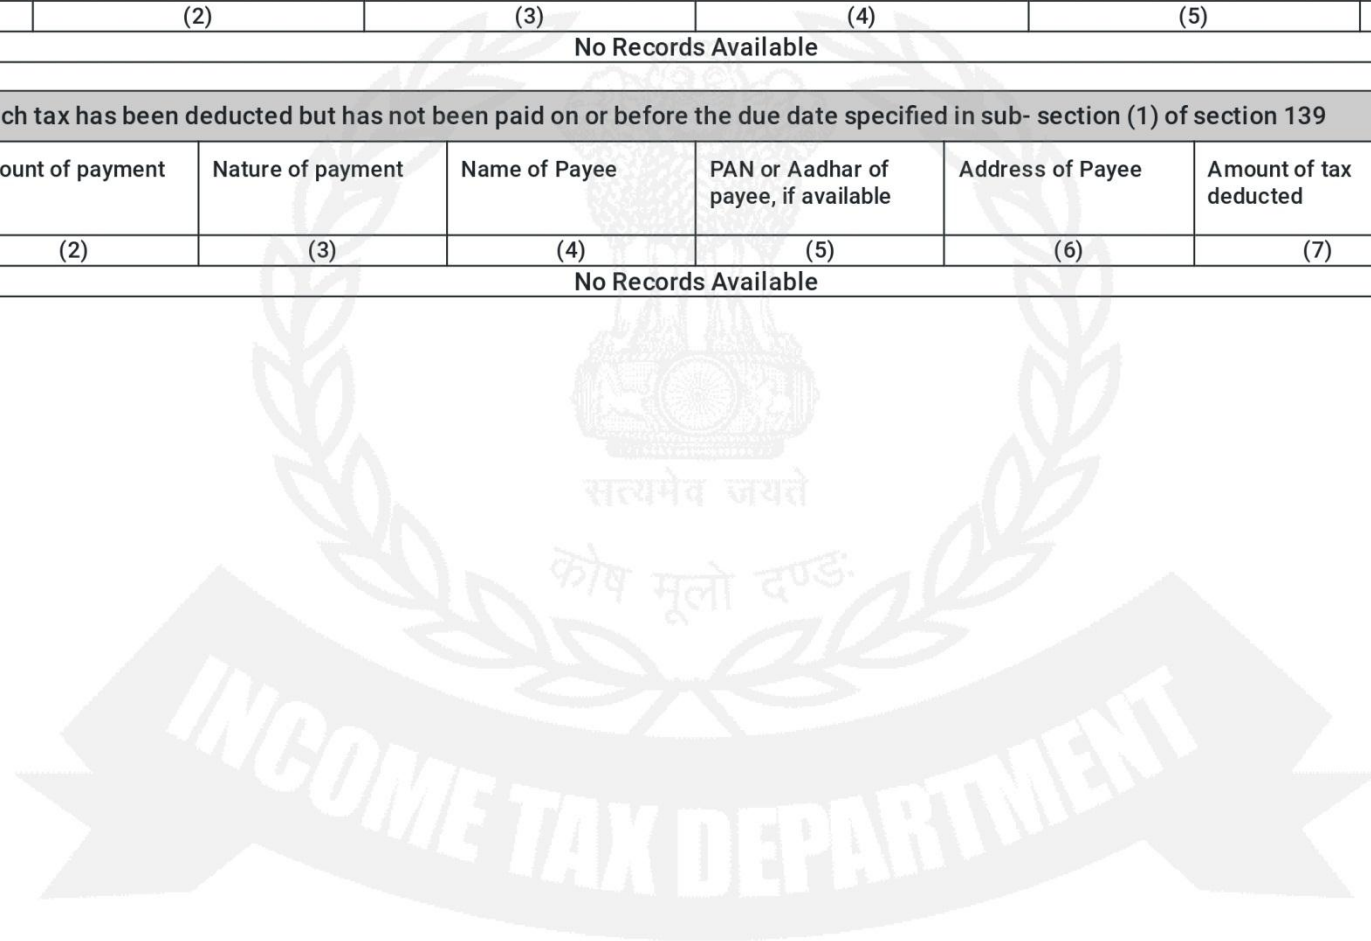 (2) (3) (4) (5)
No Records Available
ch tax has been deducted but has not been paid on or before the due date specified in sub- section (1) of section 139
ount of payment Nature of payment Name of Payee PAN or Aadhar of Address of Payee Amount of tax
payee, if available deducted
(2) (3) (4) (5) (6) (7)
No Records Available
सत्यमेव जयते
कोष मूलो दण्ड:
INCOME TAX DEPARTMENT